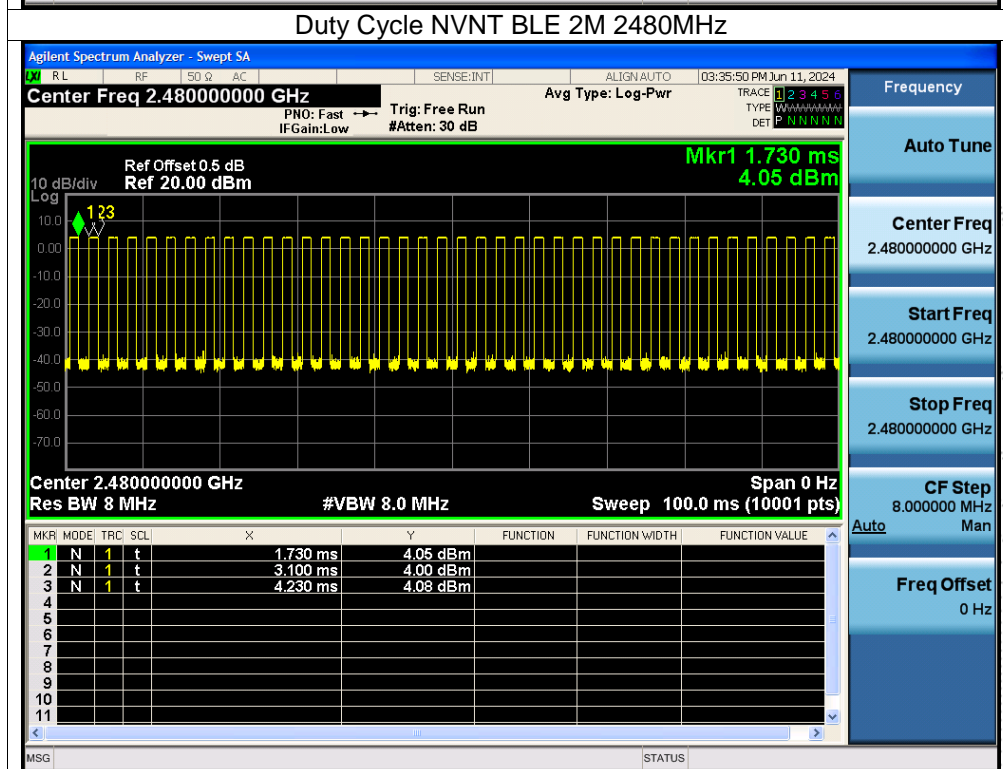 Duty Cycle NVNT BLE 2M 2480MHz
Agilent Spectrum Analyzer - Swept SA
LXI RL RF 50 Ω AC SENSE:INT ALIGN AUTO 03:35:50 PM Jun 11, 2024
Center Freq 2.480000000 GHz
PNO: Fast
IFGain:Low
Trig: Free Run
#Atten: 30 dB
Avg Type: Log-Pwr
TRACE 1 2 3 4 5 6
TYPE WWWWWWW
DET P N N N N N
Mkr1 1.730 ms
4.05 dBm
Ref Offset 0.5 dB
10 dB/div Ref 20.00 dBm
Log
1 2 3
10.0
0.00
-10.0
-20.0
-30.0
-40.0
-50.0
-60.0
-70.0
Center 2.480000000 GHz Span 0 Hz
Res BW 8 MHz #VBW 8.0 MHz Sweep 100.0 ms (10001 pts)
MKR MODE TRC SCL X Y FUNCTION FUNCTION WIDTH FUNCTION VALUE
1 N 1 t 1.730 ms 4.05 dBm
2 N 1 t 3.100 ms 4.00 dBm
3 N 1 t 4.230 ms 4.08 dBm
4
5
6
7
8
9
10
11
MSG STATUS
Frequency
Auto Tune
Center Freq
2.480000000 GHz
Start Freq
2.480000000 GHz
Stop Freq
2.480000000 GHz
CF Step
8.000000 MHz
Auto Man
Freq Offset
0 Hz